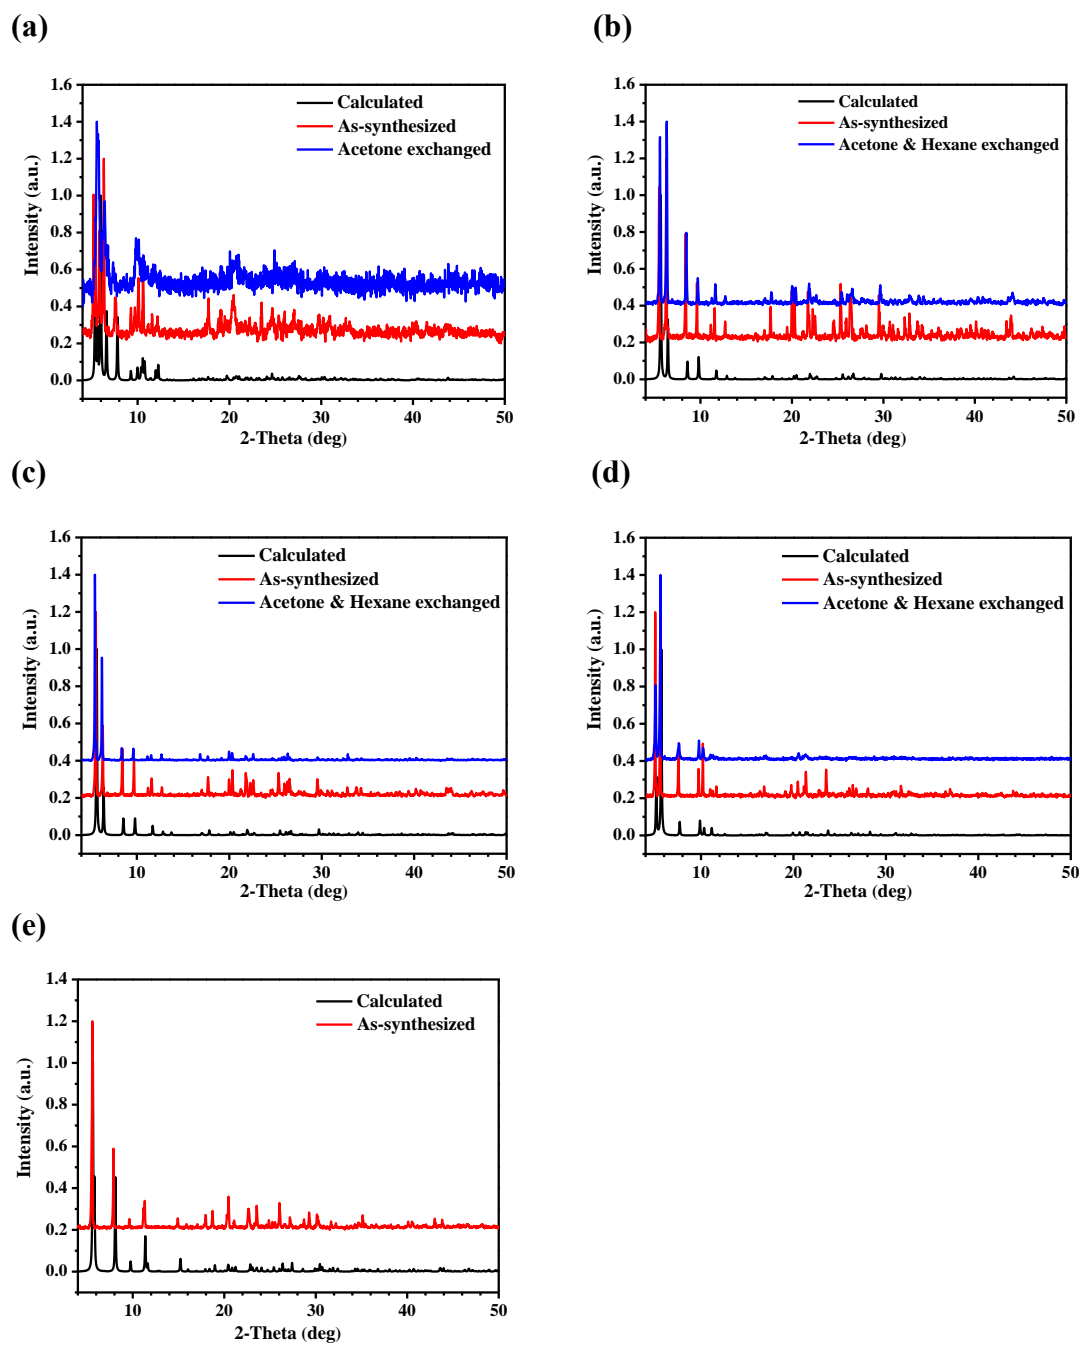 (a)
1.6
1.4
1.2
1.0
0.8
0.6
0.4
0.2
0.0
Intensity (a.u.)
Calculated
As-synthesized
Acetone exchanged
10 20 30 40 50
2-Theta (deg)
(b)
1.6
1.4
1.2
1.0
0.8
0.6
0.4
0.2
0.0
Intensity (a.u.)
Calculated
As-synthesized
Acetone & Hexane exchanged
10 20 30 40 50
2-Theta (deg)
(c)
1.6
1.4
1.2
1.0
0.8
0.6
0.4
0.2
0.0
Intensity (a.u.)
Calculated
As-synthesized
Acetone & Hexane exchanged
10 20 30 40 50
2-Theta (deg)
(d)
1.6
1.4
1.2
1.0
0.8
0.6
0.4
0.2
0.0
Intensity (a.u.)
Calculated
As-synthesized
Acetone & Hexane exchanged
10 20 30 40 50
2-Theta (deg)
(e)
1.4
1.2
1.0
0.8
0.6
0.4
0.2
0.0
Intensity (a.u.)
Calculated
As-synthesized
10 20 30 40 50
2-Theta (deg)